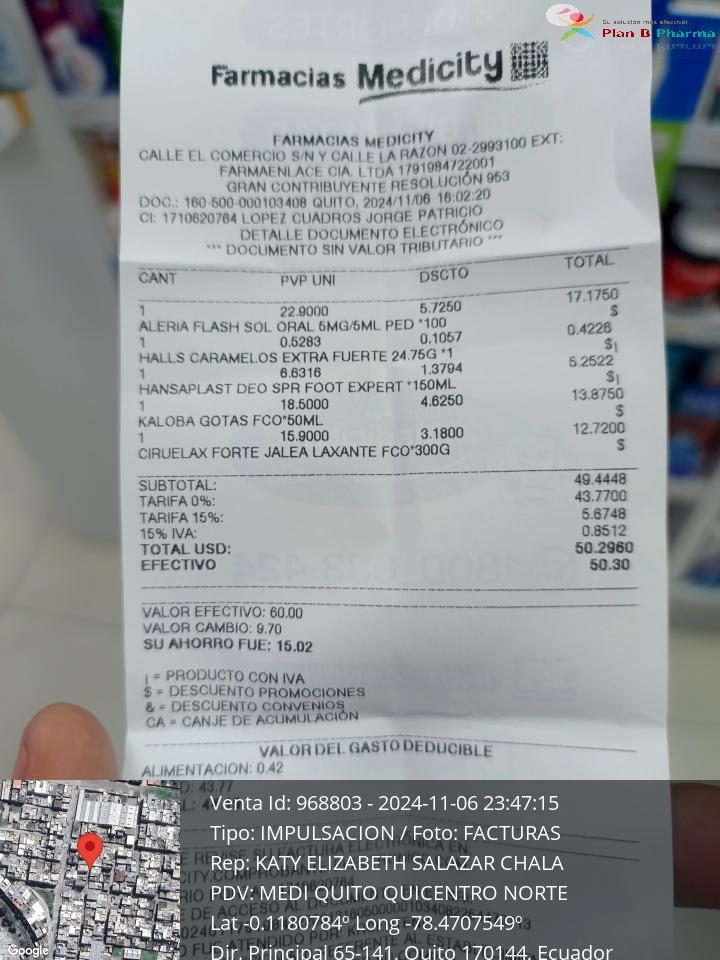 Su solución más efectiva!
Plan B Pharma
Farmacias Medicity
FARMACIAS MEDICITY
CALLE EL COMERCIO S/N Y CALLE LA RAZON 02-2993100 EXT:
FARMAENLACE CIA. LTDA 1791984722001
GRAN CONTRIBUYENTE RESOLUCIÓN 953
DOC.: 160-500-000103408 QUITO, 2024/11/06 16:02:20
CI: 1710620764 LOPEZ CUADROS JORGE PATRICIO
DETALLE DOCUMENTO ELECTRÓNICO
*** DOCUMENTO SIN VALOR TRIBUTARIO ***
CANT PVP UNI DSCTO TOTAL
1 22.9000 5.7250 17.1750
ALERIA FLASH SOL ORAL 5MG/5ML PED *100 $
1 0.5283 0.1057 0.4226
HALLS CARAMELOS EXTRA FUERTE 24.75G *1 $¡
1 6.6316 1.3794 5.2522
HANSAPLAST DEO SPR FOOT EXPERT *150ML $¡
1 18.5000 4.6250 13.8750
KALOBA GOTAS FCO*50ML $
1 15.9000 3.1800 12.7200
CIRUELAX FORTE JALEA LAXANTE FCO*300G $
SUBTOTAL: 49.4448
TARIFA 0%: 43.7700
TARIFA 15%: 5.6748
15% IVA: 0.8512
TOTAL USD: 50.2960
EFECTIVO 50.30
VALOR EFECTIVO: 60.00
VALOR CAMBIO: 9.70
SU AHORRO FUE: 15.02
¡ = PRODUCTO CON IVA
$ = DESCUENTO PROMOCIONES
& = DESCUENTO CONVENIOS
CA = CANJE DE ACUMULACIÓN
VALOR DEL GASTO DEDUCIBLE
ALIMENTACION: 0.42
43.77
Venta Id: 968803 - 2024-11-06 23:47:15
Tipo: IMPULSACION / Foto: FACTURAS
Rep: KATY ELIZABETH SALAZAR CHALA
PDV: MEDI QUITO QUICENTRO NORTE
Lat -0.1180784° Long -78.4707549°
Dir. Principal 65-141, Quito 170144, Ecuador
Google